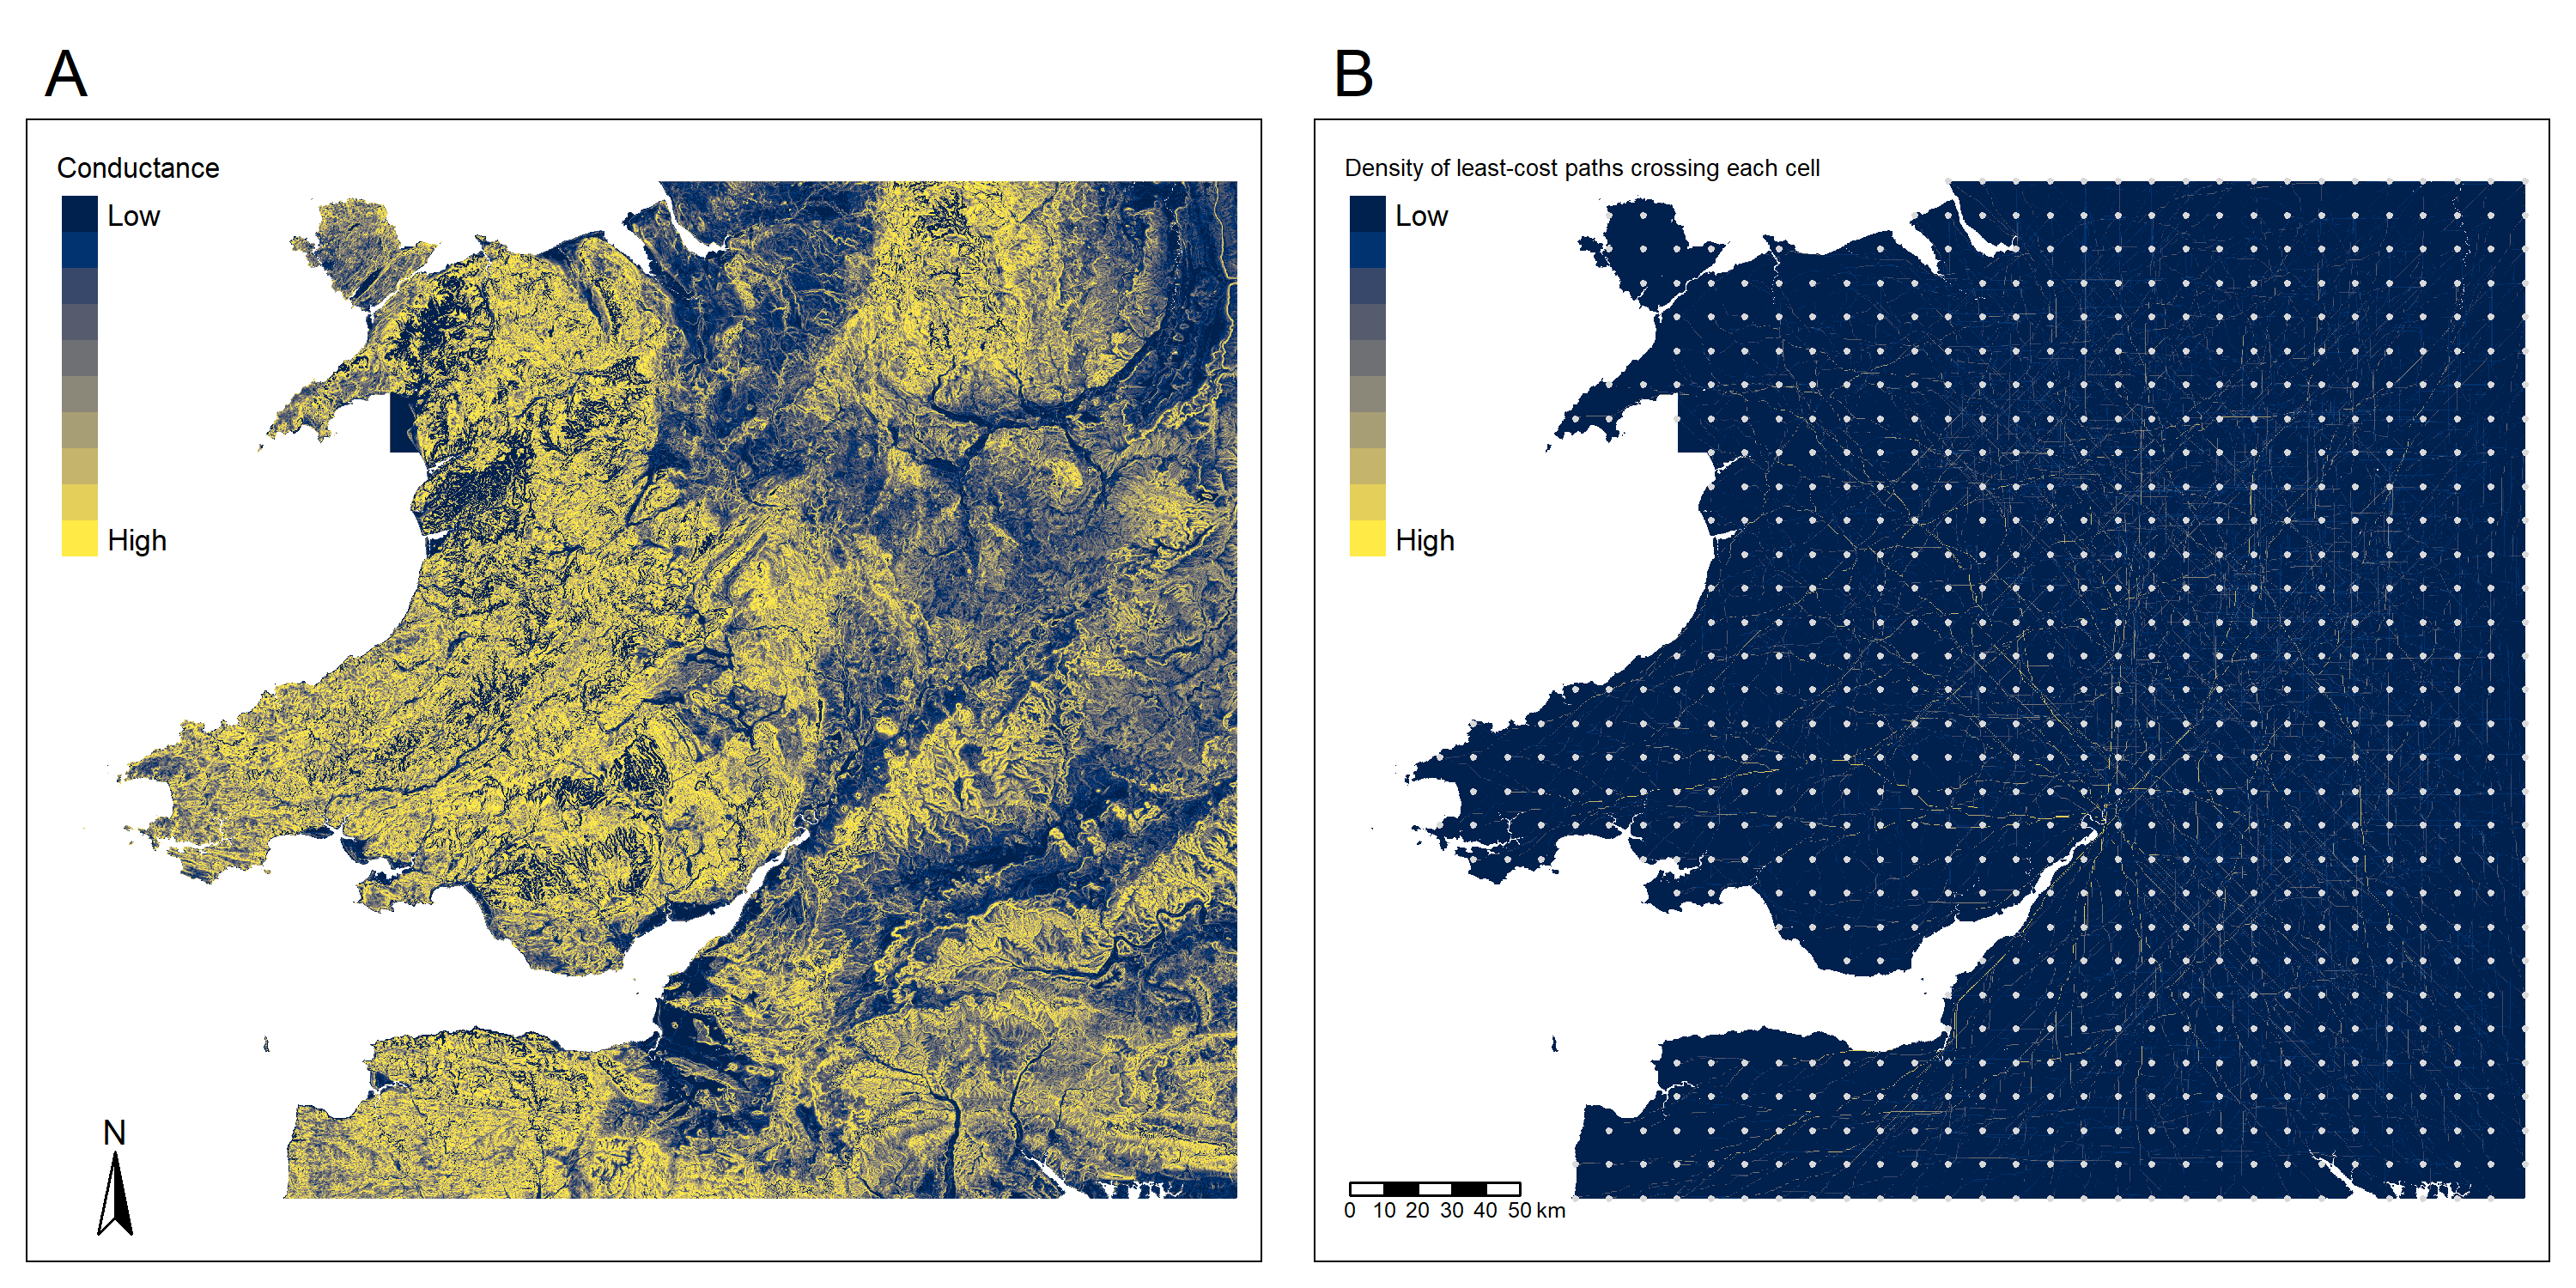 A
Conductance
Low
High
N
B
Density of least-cost paths crossing each cell
Low
High
0 10 20 30 40 50 km